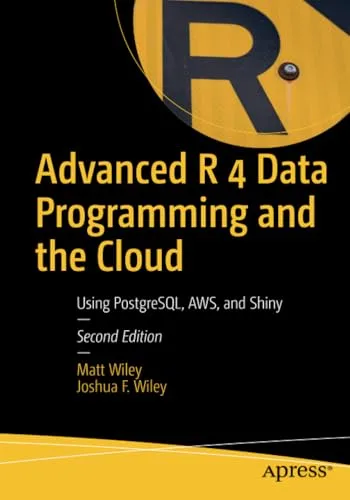 R
Advanced R 4 Data
Programming and
the Cloud
Using PostgreSQL, AWS, and Shiny
Second Edition
Matt Wiley
Joshua F. Wiley
Apress®